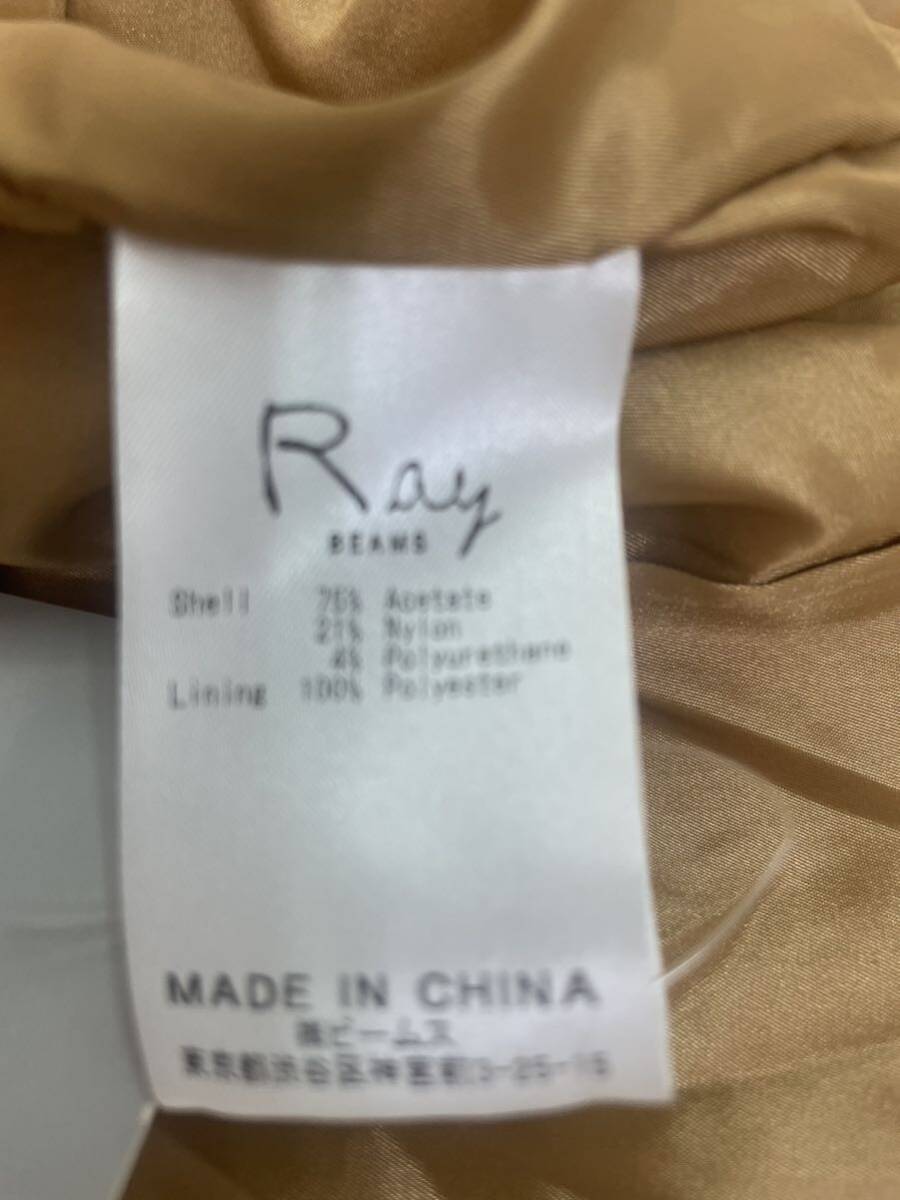 Ray
BEAMS
Shell 75% Acetate
21% Nylon
4% Polyurethane
Lining 100% Polyester
MADE IN CHINA
㈱ビームス
東京都渋谷区神宮前3-25-15